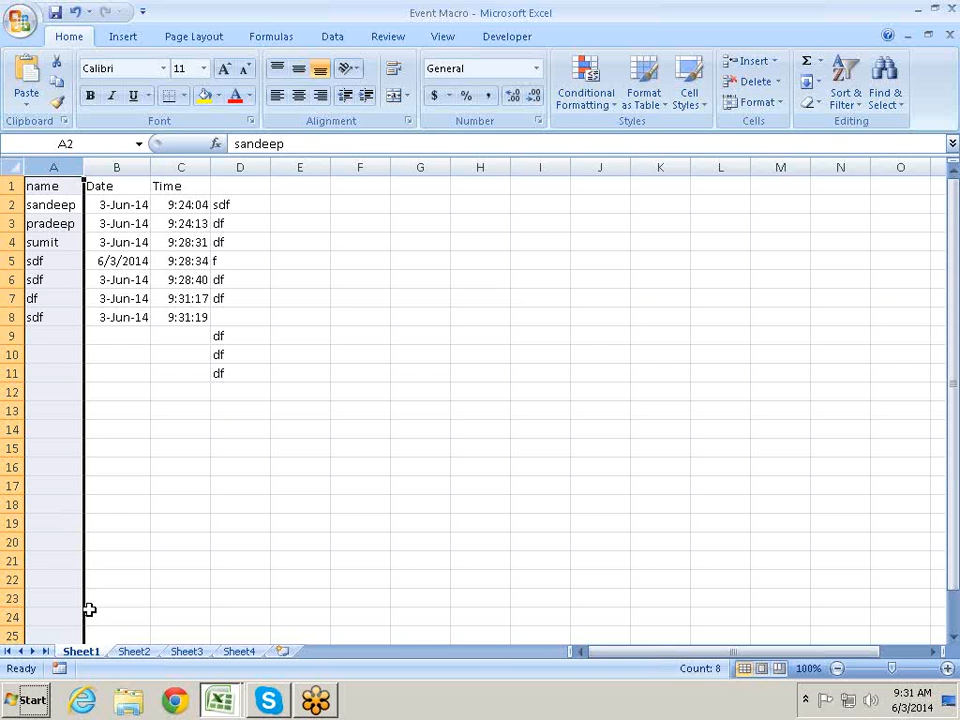 Event Macro - Microsoft Excel
Home Insert Page Layout Formulas Data Review View Developer
Paste
Clipboard
Calibri 11
B I U
Font
Alignment
General
$ % ,
Number
Conditional Formatting
Format as Table
Cell Styles
Styles
Insert
Delete
Format
Cells
Σ
Sort & Filter
Find & Select
Editing
A2 fx sandeep
A B C D E F G H I J K L M N O
1 name Date Time
2 sandeep 3-Jun-14 9:24:04 sdf
3 pradeep 3-Jun-14 9:24:13 df
4 sumit 3-Jun-14 9:28:31 df
5 sdf 6/3/2014 9:28:34 f
6 sdf 3-Jun-14 9:28:40 df
7 df 3-Jun-14 9:31:17 df
8 sdf 3-Jun-14 9:31:19
9 df
10 df
11 df
12
13
14
15
16
17
18
19
20
21
22
23
24
25
Sheet1 Sheet2 Sheet3 Sheet4
Ready Count: 8 100%
Start 9:31 AM
6/3/2014